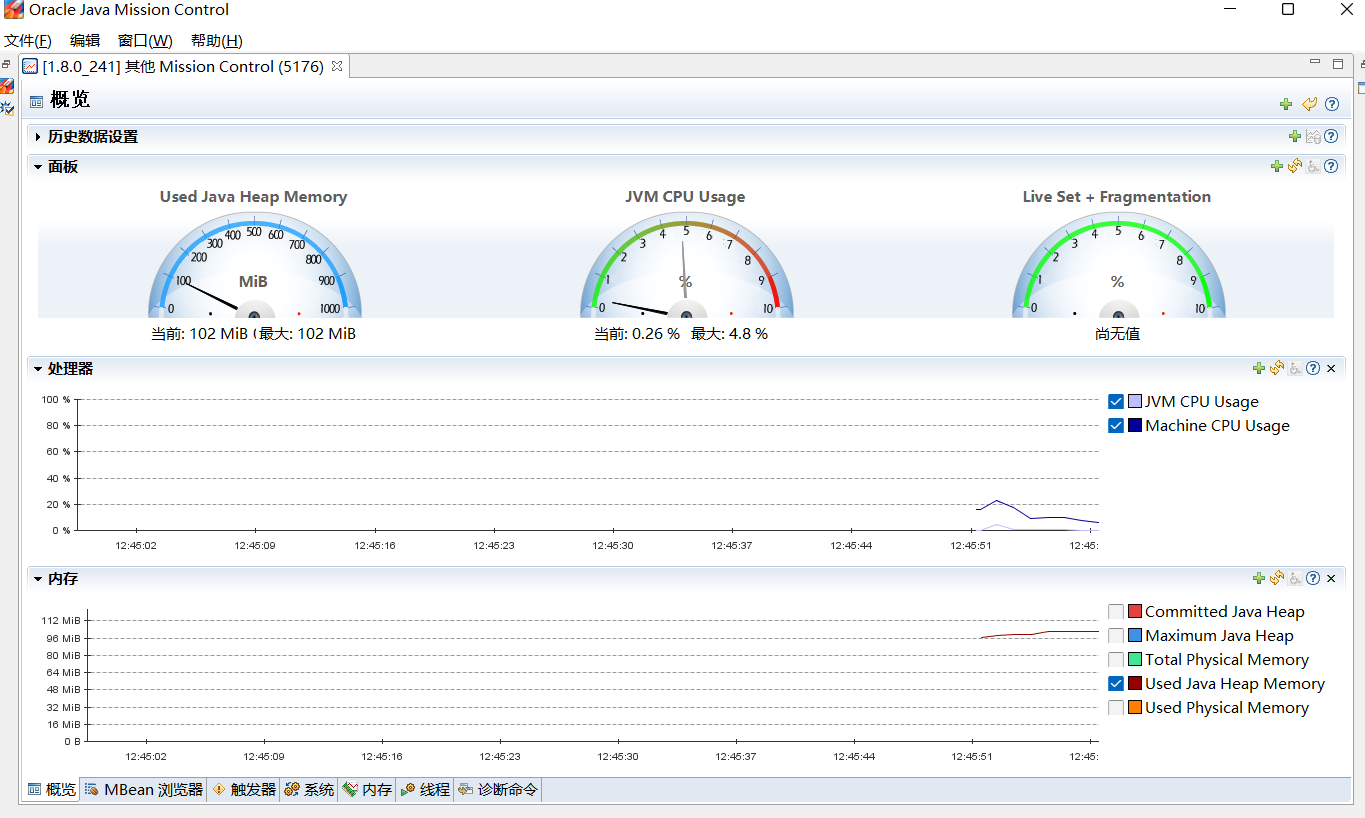 Oracle Java Mission Control
文件(F) 编辑 窗口(W) 帮助(H)
[1.8.0_241] 其他 Mission Control (5176)
概览
历史数据设置
面板
Used Java Heap Memory
0 100 200 300 400 500 600 700 800 900 1000
MiB
当前: 102 MiB ( 最大: 102 MiB
JVM CPU Usage
0 1 2 3 4 5 6 7 8 9 10
%
当前: 0.26 % 最大: 4.8 %
Live Set + Fragmentation
0 1 2 3 4 5 6 7 8 9 10
%
尚无值
处理器
100 %
80 %
60 %
40 %
20 %
0 %
12:45:02 12:45:09 12:45:16 12:45:23 12:45:30 12:45:37 12:45:44 12:45:51 12:45:
JVM CPU Usage
Machine CPU Usage
内存
112 MiB
96 MiB
80 MiB
64 MiB
48 MiB
32 MiB
16 MiB
0 B
12:45:02 12:45:09 12:45:16 12:45:23 12:45:30 12:45:37 12:45:44 12:45:51 12:45:
Committed Java Heap
Maximum Java Heap
Total Physical Memory
Used Java Heap Memory
Used Physical Memory
概览 MBean 浏览器 触发器 系统 内存 线程 诊断命令